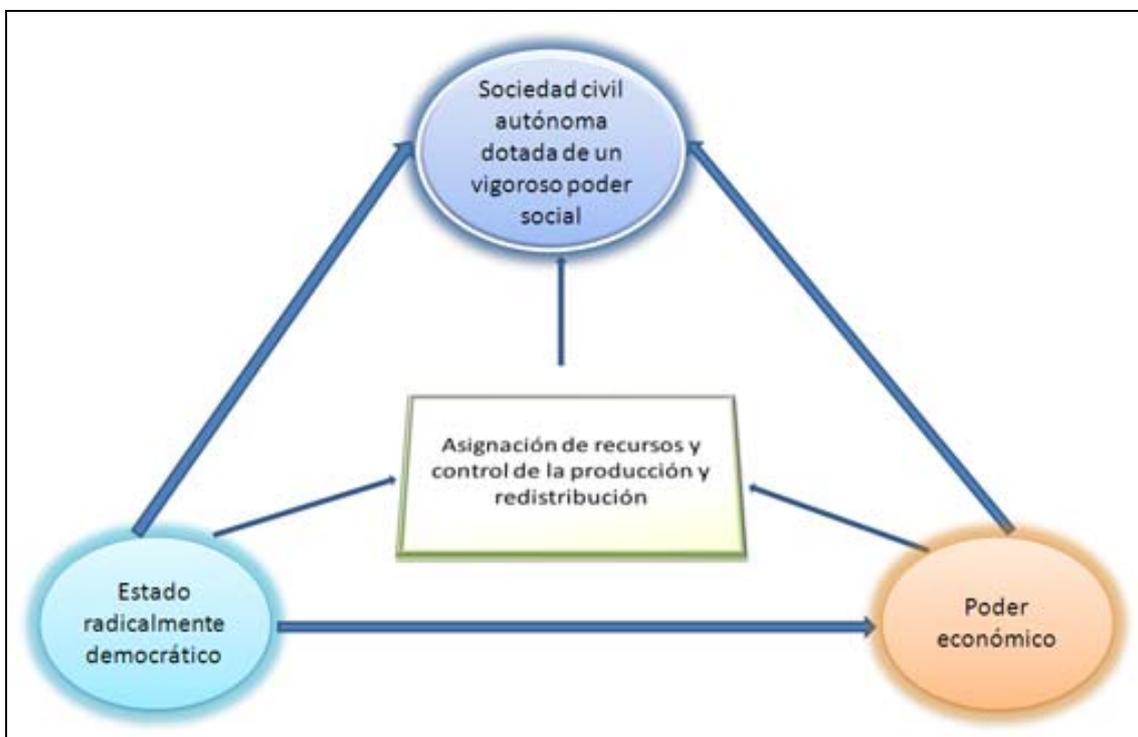 Sociedad civil
autónoma
dotada de un
vigoroso poder
social
Asignación de recursos y
control de la producción y
redistribución
Estado
radicalmente
democrático
Poder
económico